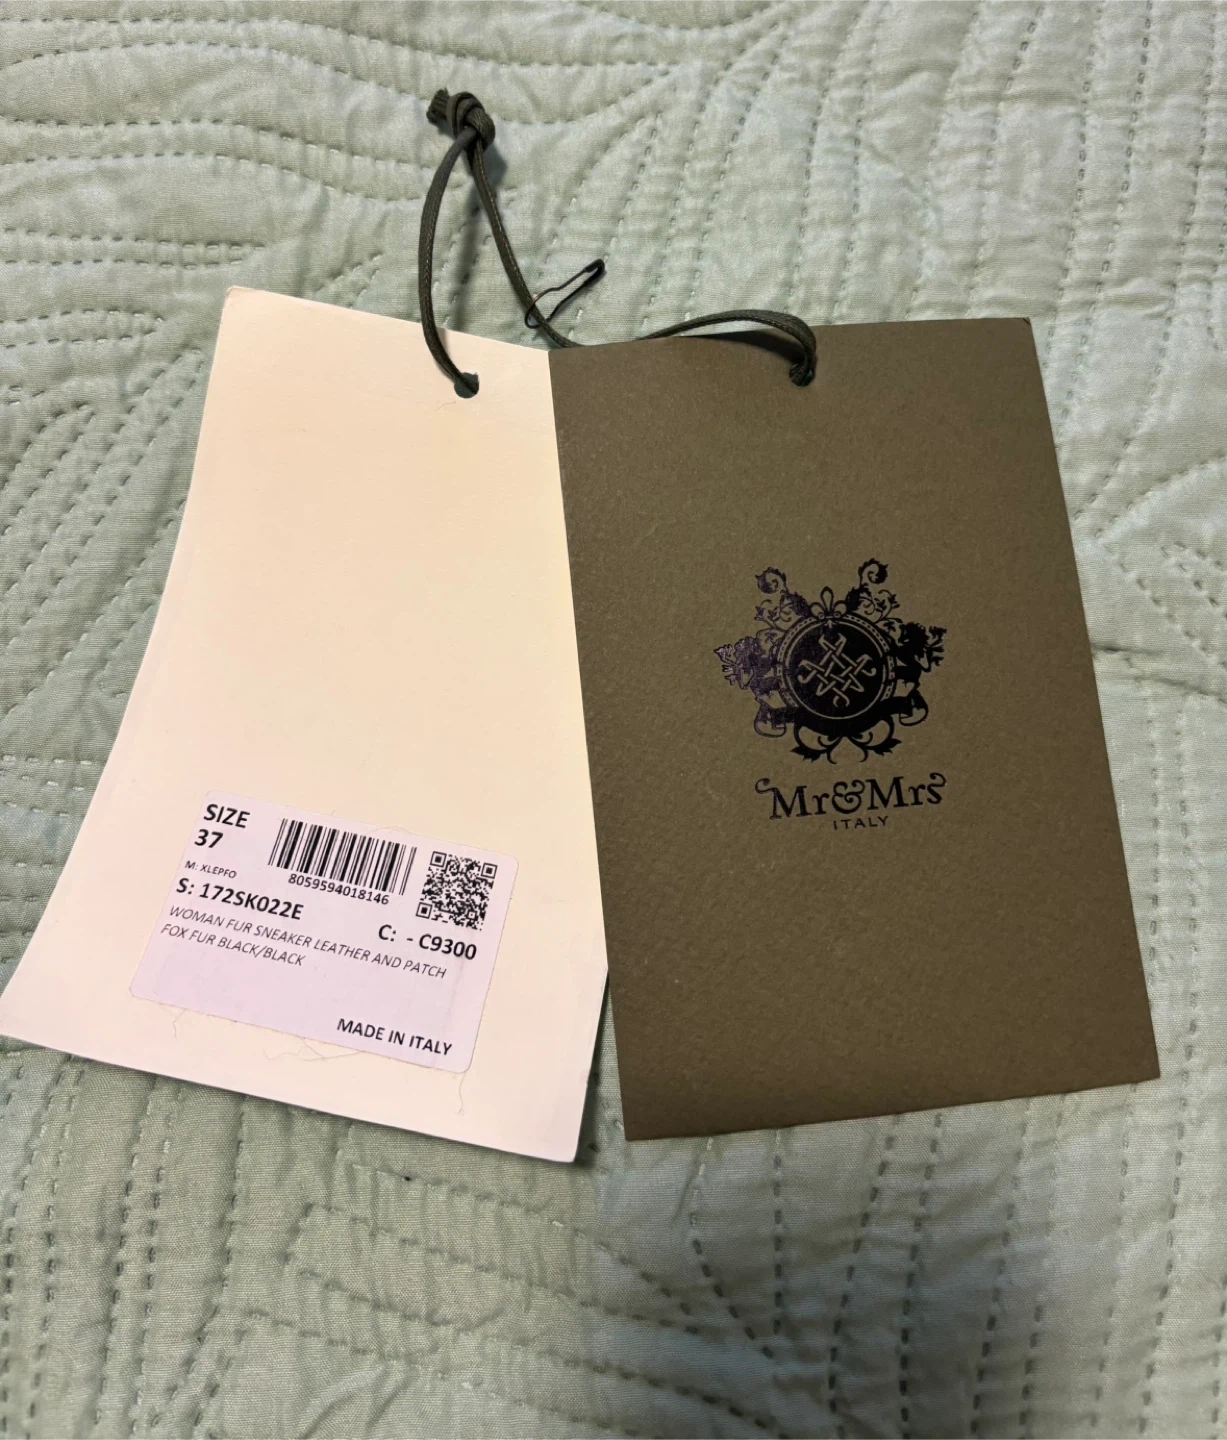 SIZE
37
8059594018146
M: XLEPFO
S: 172SK022E
C: - C9300
WOMAN FUR SNEAKER LEATHER AND PATCH
FOX FUR BLACK/BLACK
MADE IN ITALY
Mr&Mrs
ITALY